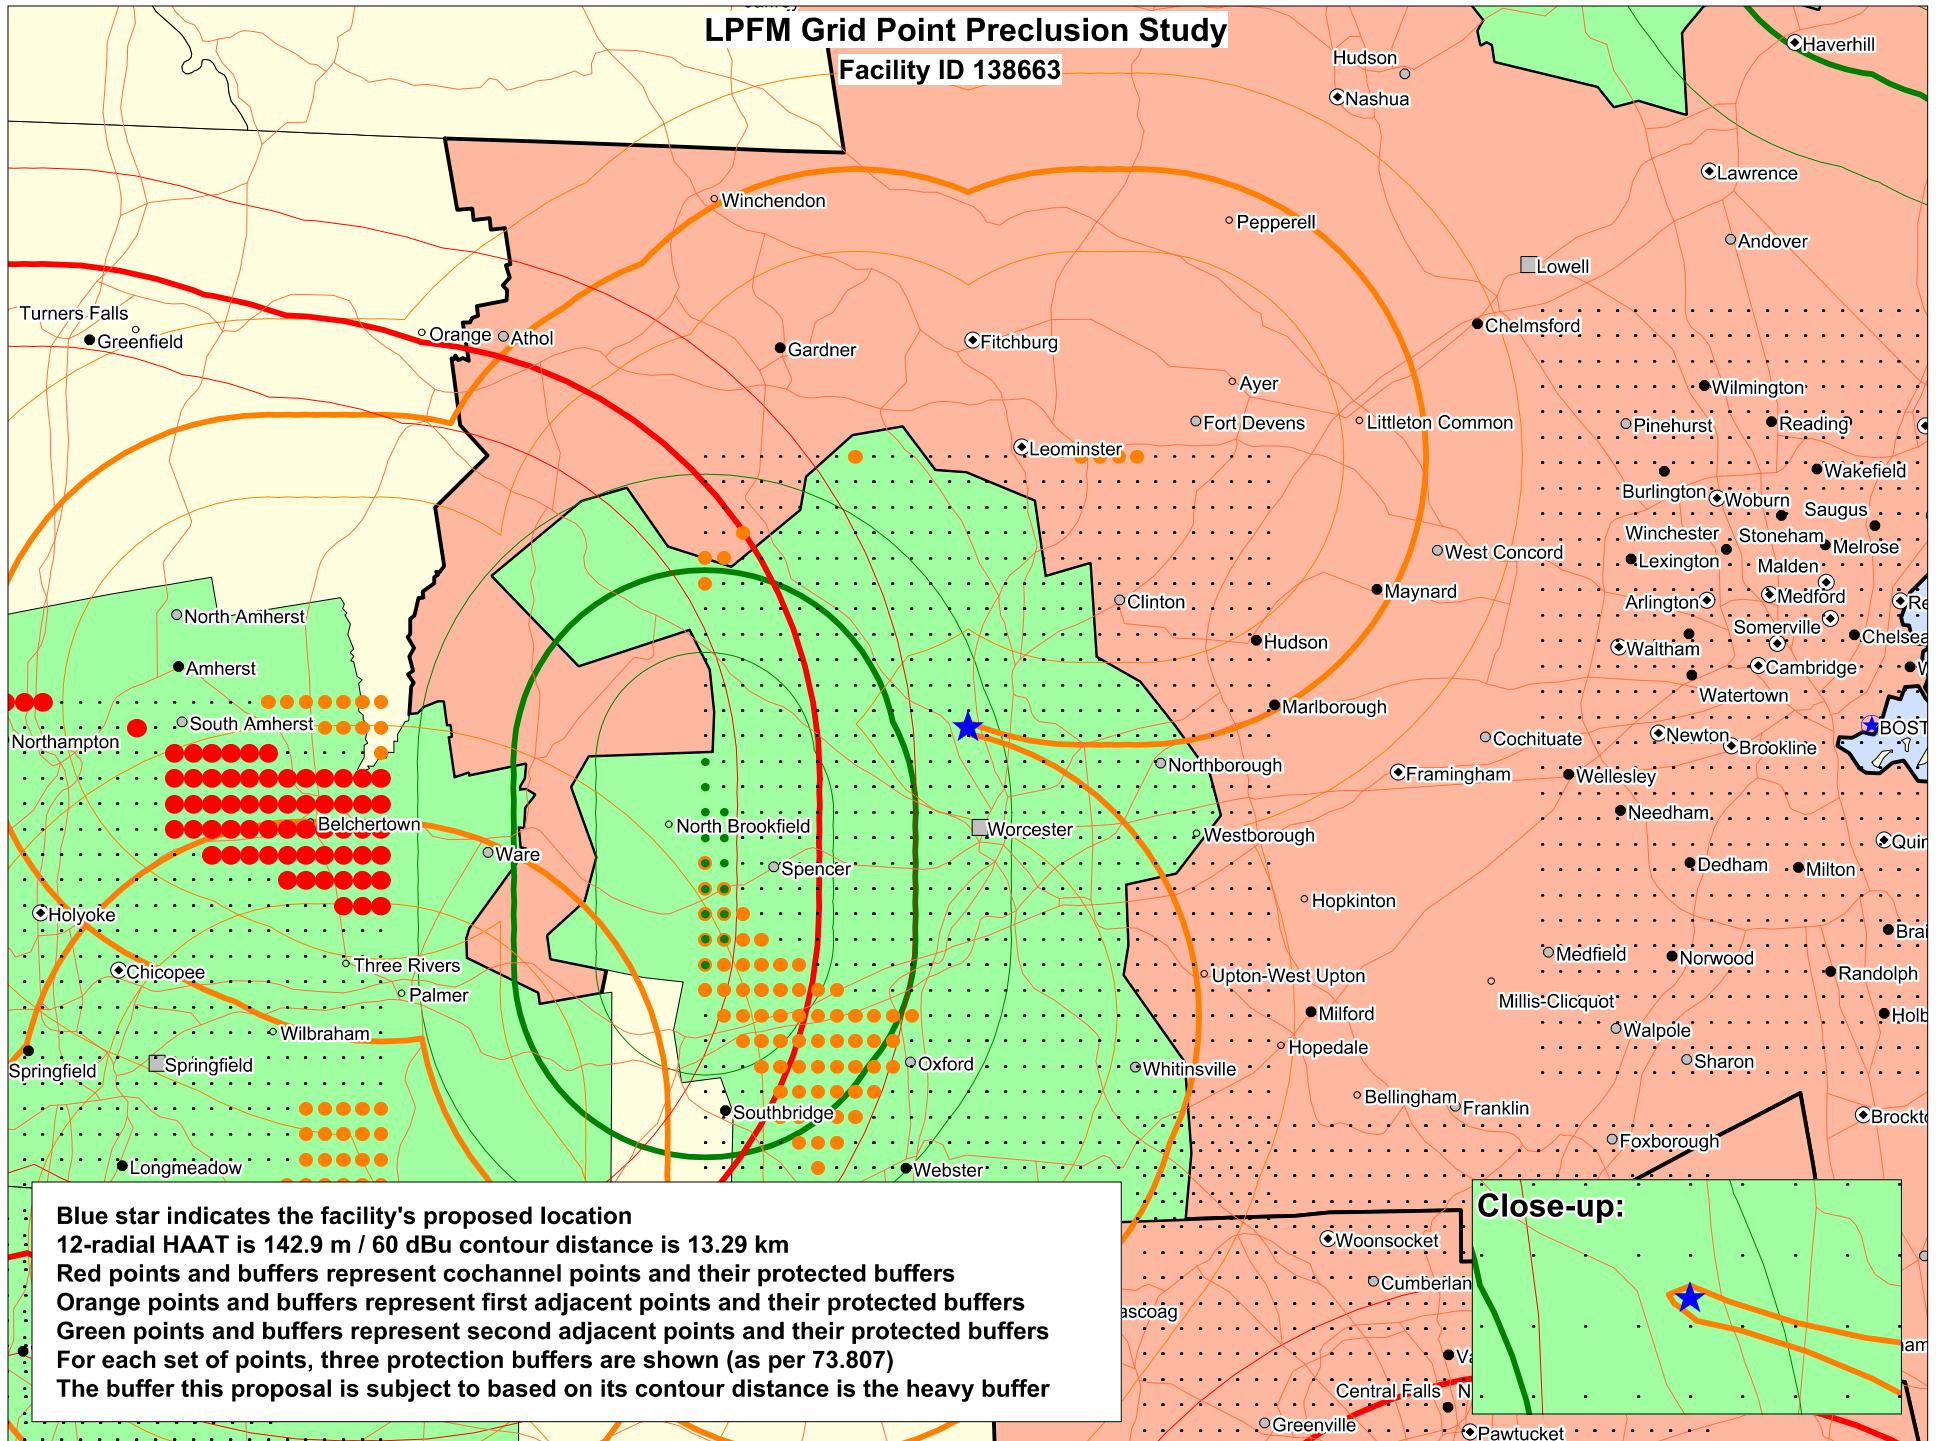 LPFM Grid Point Preclusion Study
Facility ID 138663
Hudson
Haverhill
Nashua
Lawrence
Winchendon
Pepperell
Andover
Lowell
Turners Falls
Greenfield
Orange
Athol
Gardner
Fitchburg
Chelmsford
Ayer
Wilmington
Fort Devens
Littleton Common
Pinehurst
Reading
Leominster
Wakefield
Burlington
Woburn
Saugus
Winchester
Stoneham
Melrose
West Concord
Lexington
Malden
Maynard
Clinton
Arlington
Medford
Re
North Amherst
Somerville
Chelsea
Hudson
Waltham
Amherst
Cambridge
W
Watertown
Marlborough
South Amherst
Northampton
Cochituate
Newton
Brookline
BOST
Northborough
Framingham
Wellesley
Needham
Belchertown
North Brookfield
Worcester
Westborough
Quin
Ware
Spencer
Dedham
Milton
Hopkinton
Holyoke
Brai
Three Rivers
Chicopee
Upton-West Upton
Medfield
Norwood
Randolph
Palmer
Millis-Clicquot
Milford
Holb
Wilbraham
Walpole
Hopedale
Springfield
Springfield
Oxford
Whitinsville
Sharon
Bellingham
Franklin
Southbridge
Brockto
Foxborough
Longmeadow
Webster
Close-up:
Blue star indicates the facility's proposed location
12-radial HAAT is 142.9 m / 60 dBu contour distance is 13.29 km
Red points and buffers represent cochannel points and their protected buffers
Orange points and buffers represent first adjacent points and their protected buffers
Green points and buffers represent second adjacent points and their protected buffers
For each set of points, three protection buffers are shown (as per 73.807)
The buffer this proposal is subject to based on its contour distance is the heavy buffer
Woonsocket
Cumberlan
ascoag
am
Va
Central Falls
N
Greenville
Pawtucket